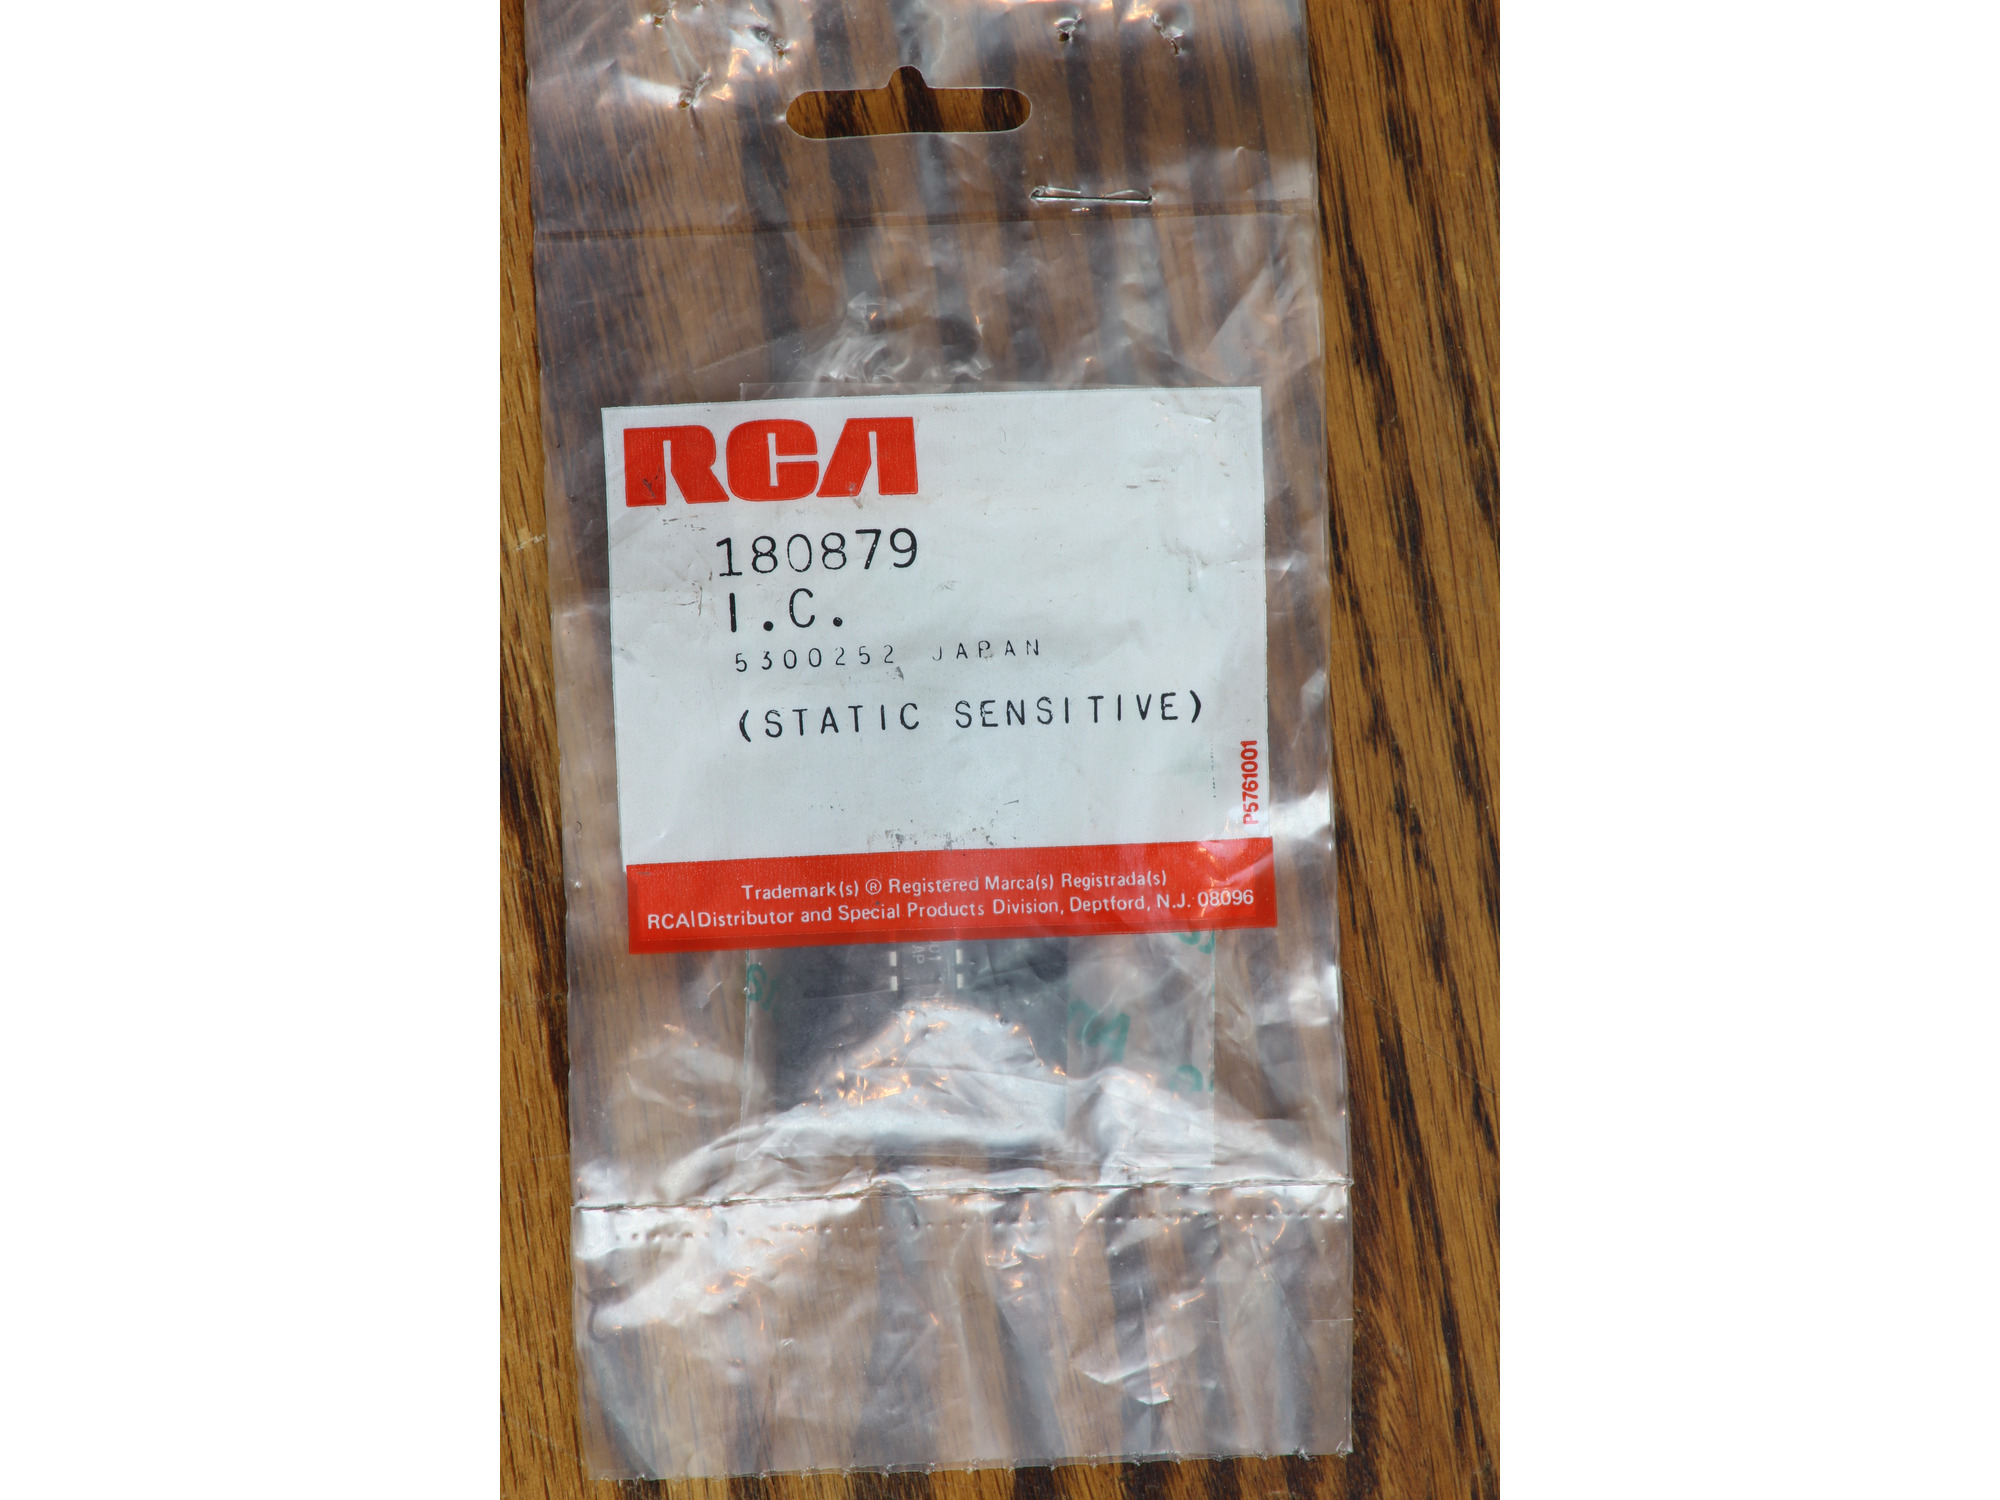 RCA
180879
I.C.
5300252 JAPAN
(STATIC SENSITIVE)
P5761001
Trademark(s) ® Registered Marca(s) Registrada(s)
RCA|Distributor and Special Products Division, Deptford, N.J. 08096